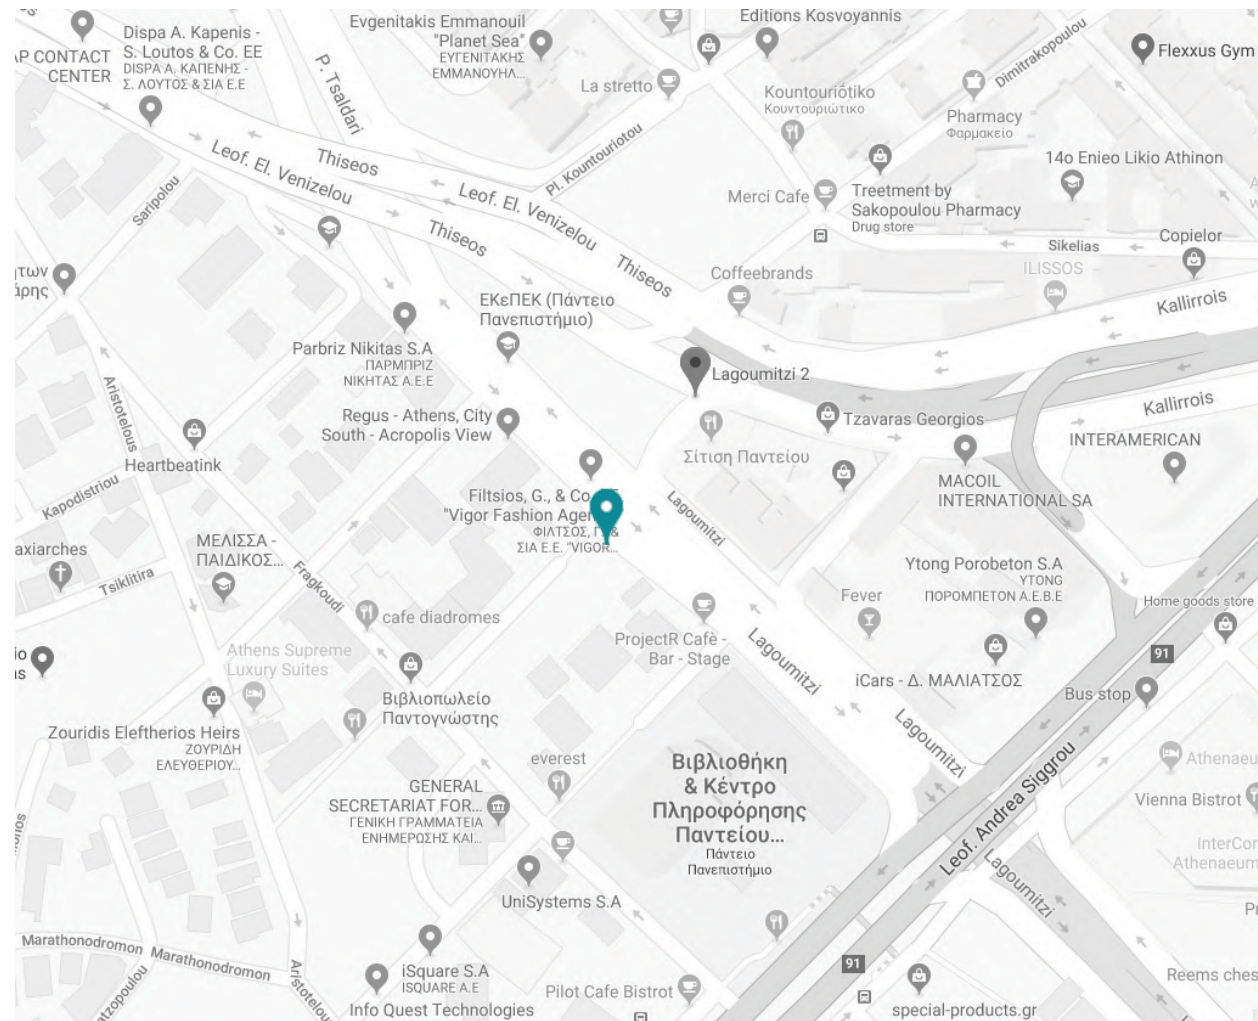 Dispa A. Kapenis -
S. Loutos & Co. EE
DISPA A. ΚΑΠΕΝΗΣ -
Σ. ΛΟΥΤΟΣ & ΣΙΑ Ε.Ε
AP CONTACT
CENTER
P. Tsaldari
Evgenitakis Emmanouil
"Planet Sea"
ΕΥΓΕΝΙΤΑΚΗΣ
ΕΜΜΑΝΟΥΗΛ...
Editions Kosvoyannis
Dimitrakopoulou
Flexxus Gym
La stretto
Kountouriótiko
Κουντουριώτικο
Pharmacy
Φαρμακείο
Pl. Kountouriotou
14o Enieo Likio Athinon
Thiseos
Leof. El. Venizelou
Leof. El. Venizelou
Thiseos
Thiseos
Saripolou
Merci Cafe
Treetment by
Sakopoulou Pharmacy
Drug store
Sikelias
Copielor
ILISSOS
Coffeebrands
Kallirrois
ΕΚεΠΕΚ (Πάντειο
Πανεπιστήμιο)
Parbriz Nikitas S.A
ΠΑΡΜΠΡΙΖ
ΝΙΚΗΤΑΣ Α.Ε.Ε
Lagoumitzi 2
Kallirrois
Aristotelous
Regus - Athens, City
South - Acropolis View
Tzavaras Georgios
INTERAMERICAN
Σίτιση Παντείου
Heartbeatink
Kapodistriou
MACOIL
INTERNATIONAL SA
Filtsios, G., & Co.
"Vigor Fashion
ΦΙΛΤΣΟΣ,
ΣΙΑ Ε.Ε. "VIGOR...
Lagoumitzi
axiarches
ΜΕΛΙΣΣΑ -
ΠΑΙΔΙΚΟΣ...
Tsiklitira
Fragkoudi
Ytong Porobeton S.A
YTONG
ΠΟΡΟΜΠΕΤΟΝ Α.Ε.Β.Ε
Fever
Home goods store
cafe diadromes
ProjectR Cafè -
Bar - Stage
Lagoumitzi
Athens Supreme
Luxury Suites
91
iCars - Δ. ΜΑΛΙΑΤΣΟΣ
Bus stop
Βιβλιοπωλείο
Παντογνώστης
Zouridis Eleftherios Heirs
ΖΟΥΡΙΔΗ
ΕΛΕΥΘΕΡΙΟΥ...
Lagoumitzi
everest
Βιβλιοθήκη
& Κέντρο
Πληροφόρησης
Παντείου...
Πάντειο
Πανεπιστήμιο
GENERAL
SECRETARIAT FOR...
ΓΕΝΙΚΗ ΓΡΑΜΜΑΤΕΙΑ
ΕΝΗΜΕΡΩΣΗΣ ΚΑΙ...
Leof. Andrea Siggrou
Athenaeu
Vienna Bistrot
InterCon
Athenaeum
Lagoumitzi
UniSystems S.A
Marathonodromon
Marathonodromon
Aristotelous
iSquare S.A
ISQUARE A.E
Info Quest Technologies
Pilot Cafe Bistrot
91
special-products.gr
Reems ches